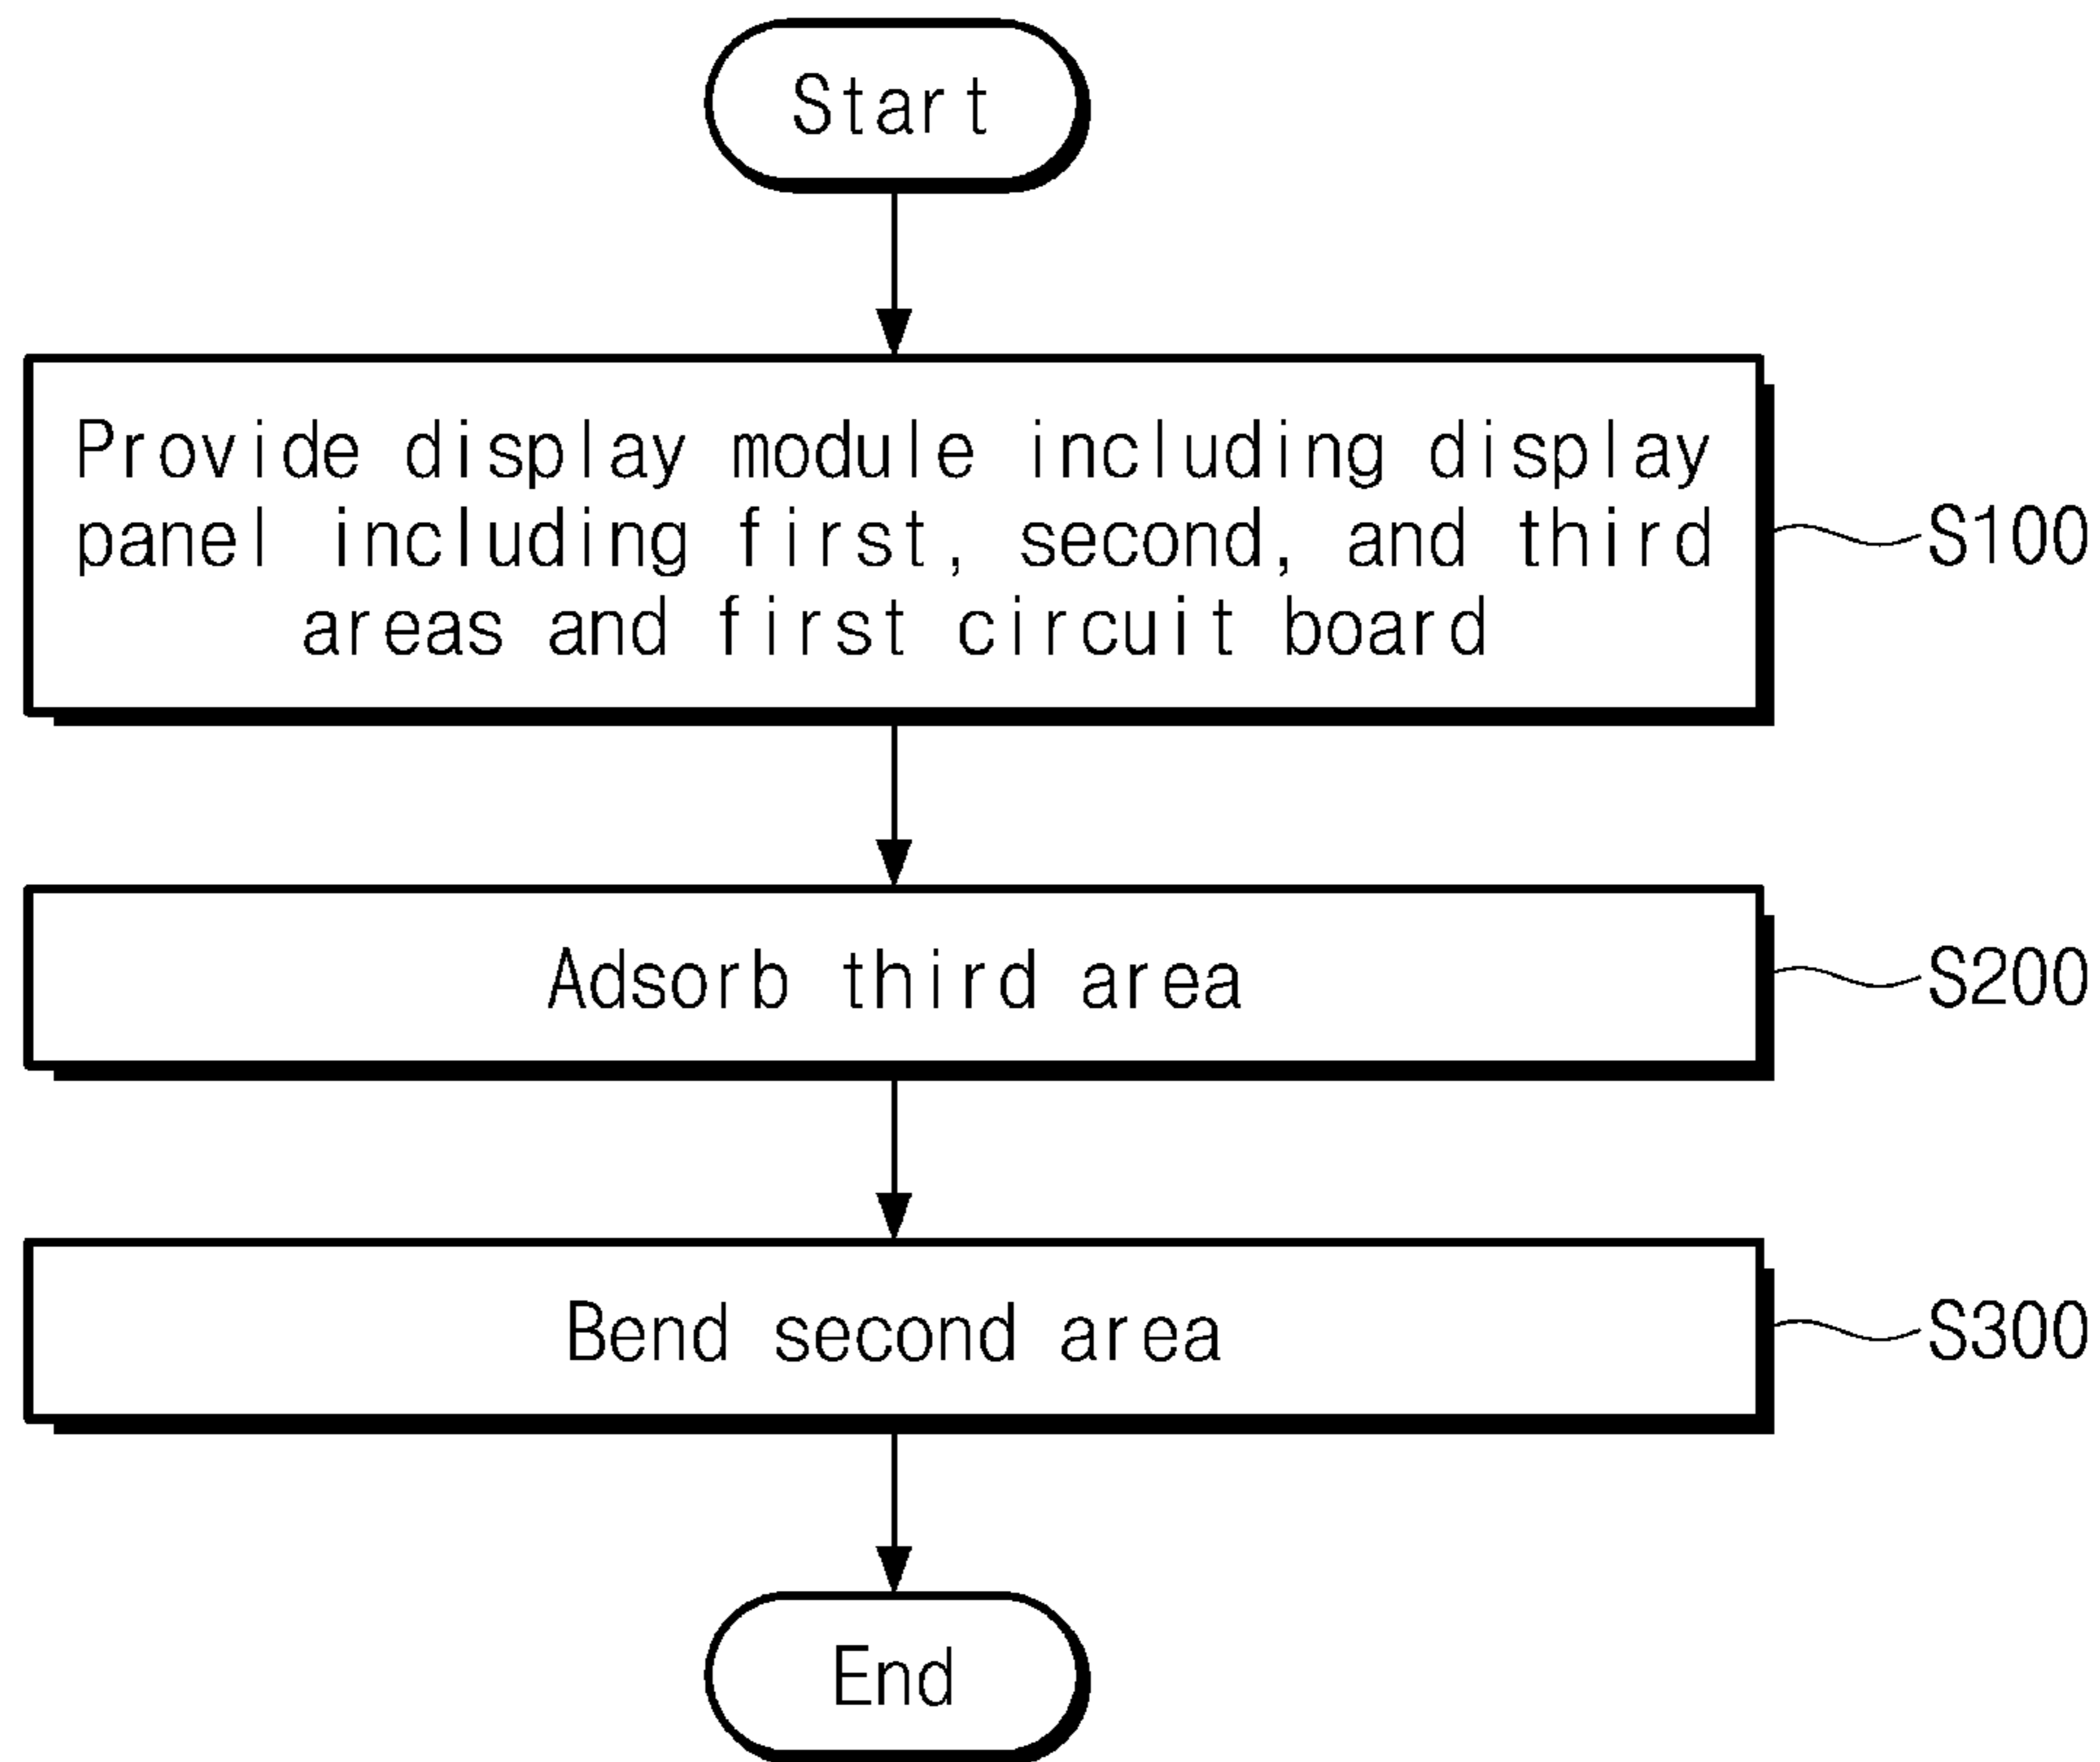 Start
Provide display module including display
panel including first, second, and third
areas and first circuit board
S100
Adsorb third area
S200
Bend second area
S300
End